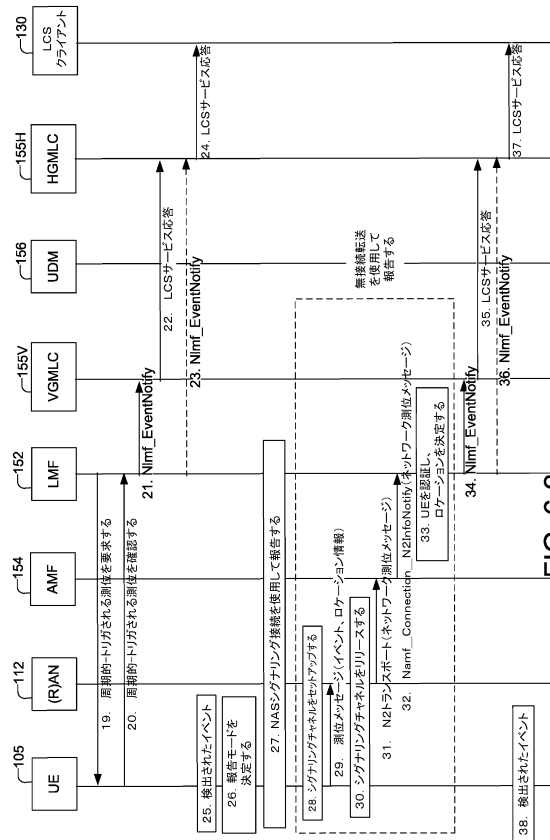 105
112
154
152
155V
156
155H
130
UE
(R)AN
AMF
LMF
VGMLC
UDM
HGMLC
LCS
クライアント
19. 周期的-トリガされる測位を要求する
20. 周期的-トリガされる測位を確認する
21. Nlmf_EventNotify
22. LCSサービス応答
23. Nlmf_EventNotify
24. LCSサービス応答
25. 検出されたイベント
26. 報告モードを
決定する
27. NASシグナリング接続を使用して報告する
無接続転送
を使用して
報告する
28. シグナリングチャネルをセットアップする
29. 測位メッセージ(イベント、ロケーション情報)
30. シグナリングチャネルをリリースする
31. N2トランスポート(ネットワーク測位メッセージ)
32. Namf_Connection_N2InfoNotify(ネットワーク測位メッセージ)
33. UEを認証し、
ロケーションを決定する
34. Nlmf_EventNotify
35. LCSサービス応答
36. Nlmf_EventNotify
37. LCSサービス応答
38. 検出されたイベント